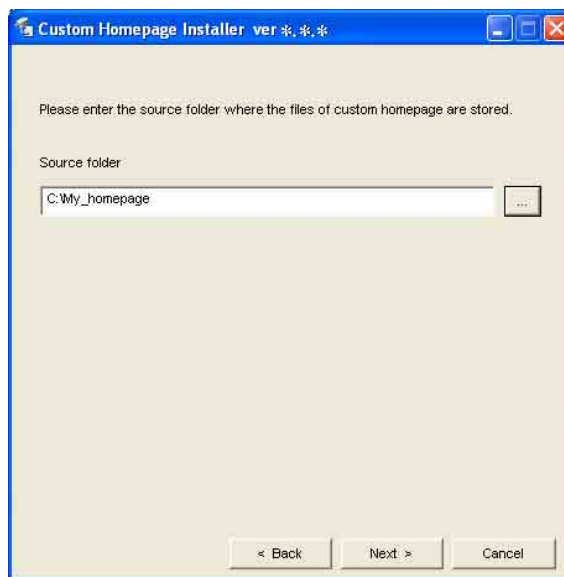 Custom Homepage Installer ver *.*.*
Please enter the source folder where the files of custom homepage are stored.
Source folder
C:\My_homepage
...
< Back
Next >
Cancel